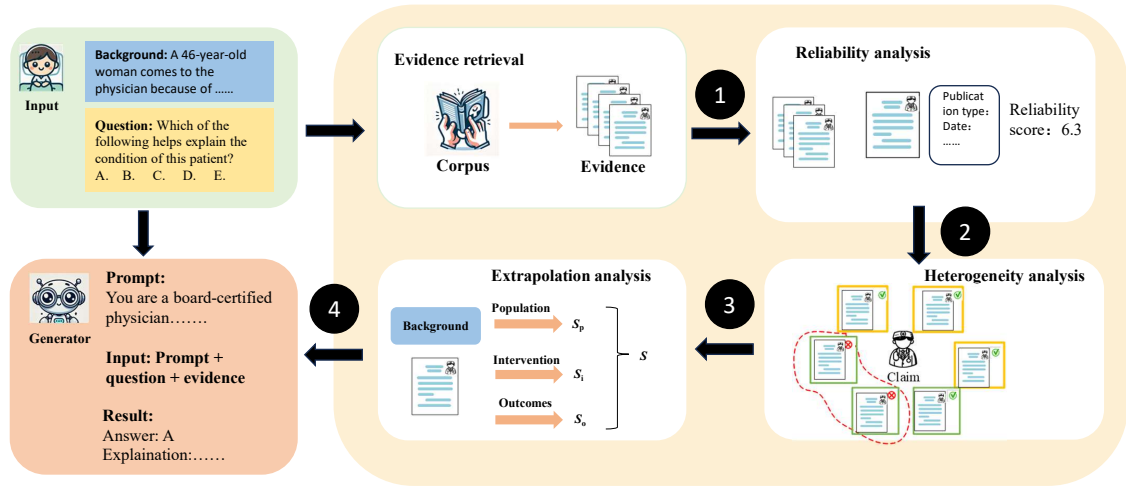 Input
Background: A 46-year-old
woman comes to the
physician because of ……
Question: Which of the
following helps explain the
condition of this patient?
A. B. C. D. E.
Evidence retrieval
Corpus
Evidence
1
Reliability analysis
Publicat
ion type:
Date:
……
Reliability
score: 6.3
2
Heterogeneity analysis
Claim
3
Extrapolation analysis
Background
Population
Sp
Intervention
Si
Outcomes
So
S
4
Generator
Prompt:
You are a board-certified
physician…….
Input: Prompt +
question + evidence
Result:
Answer: A
Explaination:……